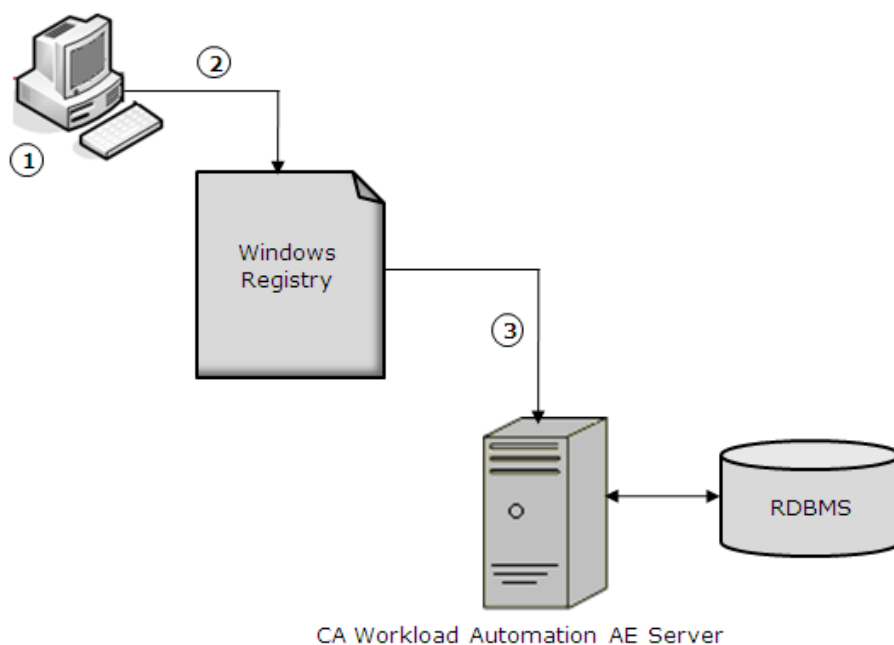 2
1
Windows
Registry
3
RDBMS
CA Workload Automation AE Server